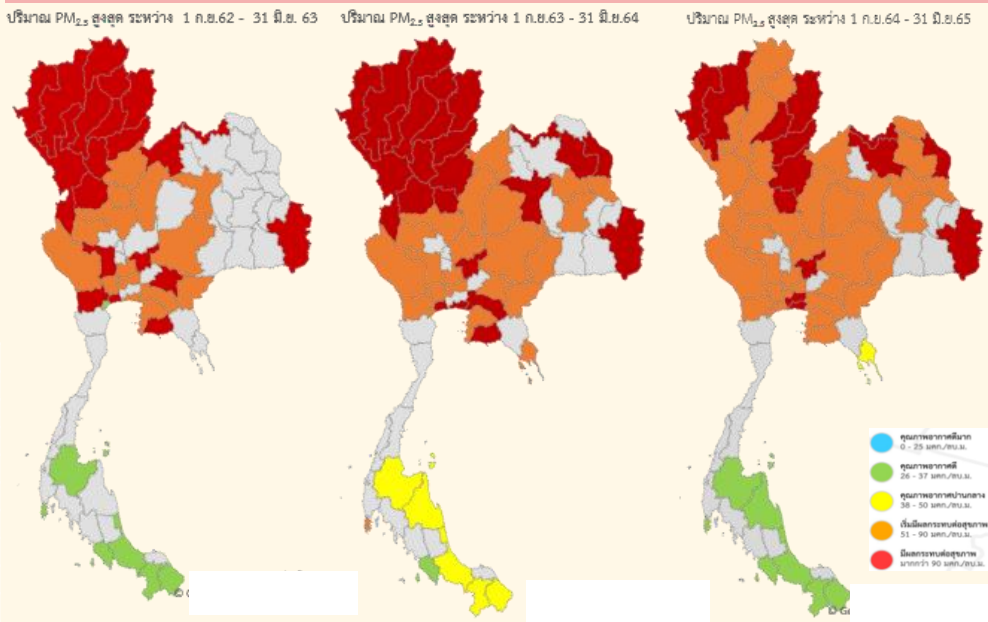 ปริมาณ PM2.5 สูงสุด ระหว่าง 1 ก.ย.62 - 31 มิ.ย. 63
ปริมาณ PM2.5 สูงสุด ระหว่าง 1 ก.ย.63 - 31 มิ.ย.64
ปริมาณ PM2.5 สูงสุด ระหว่าง 1 ก.ย.64 - 31 มิ.ย.65
คุณภาพอากาศดีมาก
0 - 25 มคก./ลบ.ม.
คุณภาพอากาศดี
26 - 37 มคก./ลบ.ม.
คุณภาพอากาศปานกลาง
38 - 50 มคก./ลบ.ม.
เริ่มมีผลกระทบต่อสุขภาพ
51 - 90 มคก./ลบ.ม.
มีผลกระทบต่อสุขภาพ
มากกว่า 90 มคก./ลบ.ม.